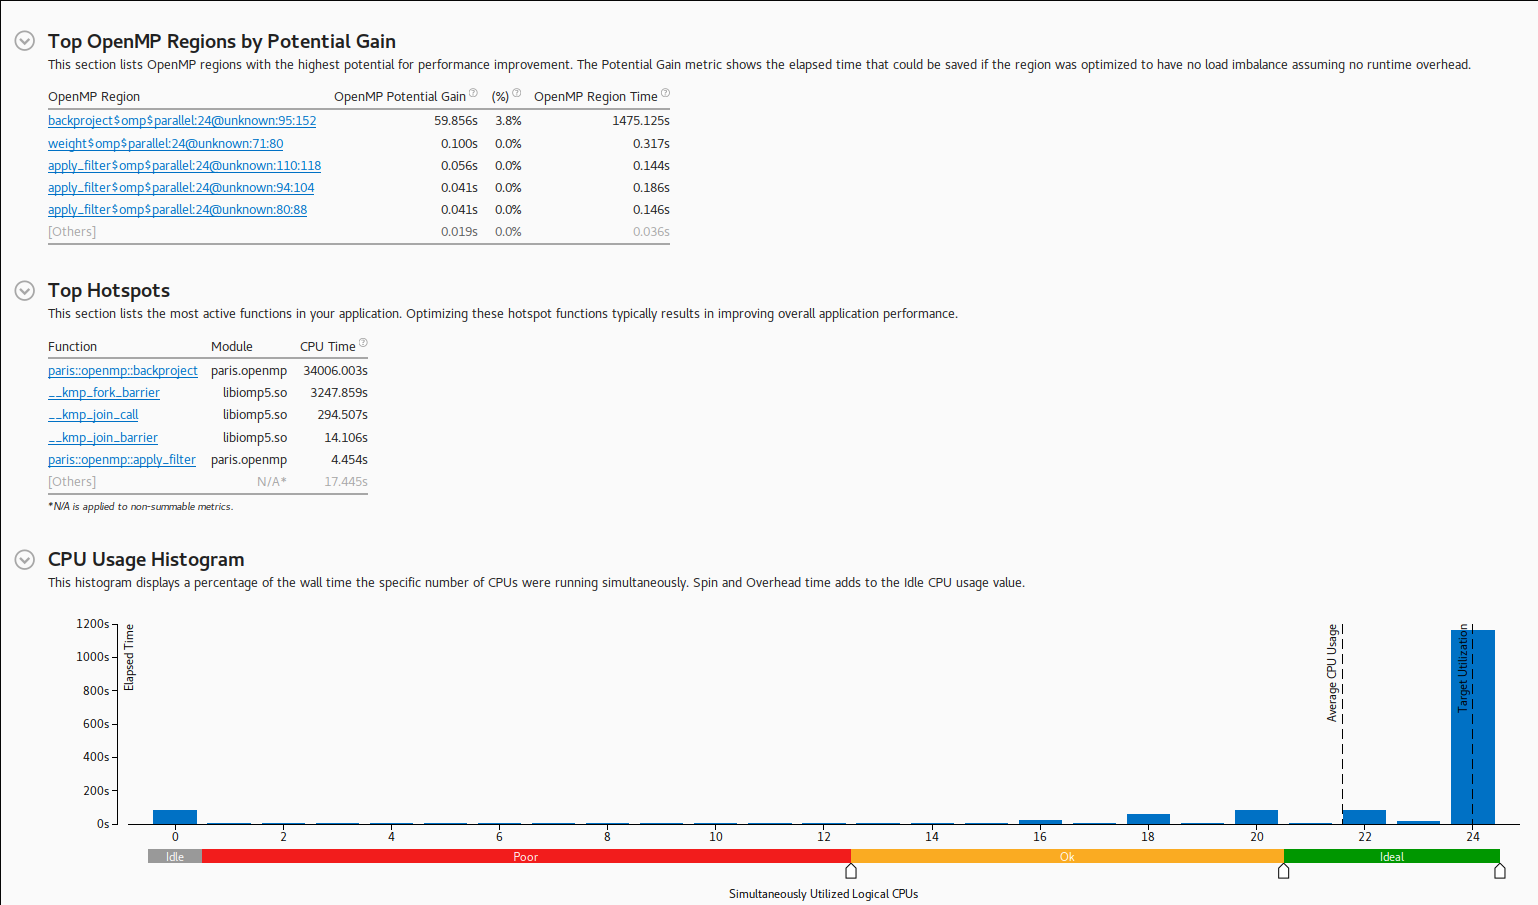 Top OpenMP Regions by Potential Gain
This section lists OpenMP regions with the highest potential for performance improvement. The Potential Gain metric shows the elapsed time that could be saved if the region was optimized to have no load imbalance assuming no runtime overhead.
OpenMP Region OpenMP Potential Gain ? (%) ? OpenMP Region Time ?
backproject$omp$parallel:24@unknown:95:152 59.856s 3.8% 1475.125s
weight$omp$parallel:24@unknown:71:80 0.100s 0.0% 0.317s
apply_filter$omp$parallel:24@unknown:110:118 0.056s 0.0% 0.144s
apply_filter$omp$parallel:24@unknown:94:104 0.041s 0.0% 0.186s
apply_filter$omp$parallel:24@unknown:80:88 0.041s 0.0% 0.146s
[Others] 0.019s 0.0% 0.036s
Top Hotspots
This section lists the most active functions in your application. Optimizing these hotspot functions typically results in improving overall application performance.
Function Module CPU Time ?
paris::openmp::backproject paris.openmp 34006.003s
__kmp_fork_barrier libiomp5.so 3247.859s
__kmp_join_call libiomp5.so 294.507s
__kmp_join_barrier libiomp5.so 14.106s
paris::openmp::apply_filter paris.openmp 4.454s
[Others] N/A* 17.445s
*N/A is applied to non-summable metrics.
CPU Usage Histogram
This histogram displays a percentage of the wall time the specific number of CPUs were running simultaneously. Spin and Overhead time adds to the Idle CPU usage value.
1200s
1000s
800s
600s
400s
200s
0s
Elapsed Time
Average CPU Usage
Target Utilization
0 2 4 6 8 10 12 14 16 18 20 22 24
Idle Poor Ok Ideal
Simultaneously Utilized Logical CPUs